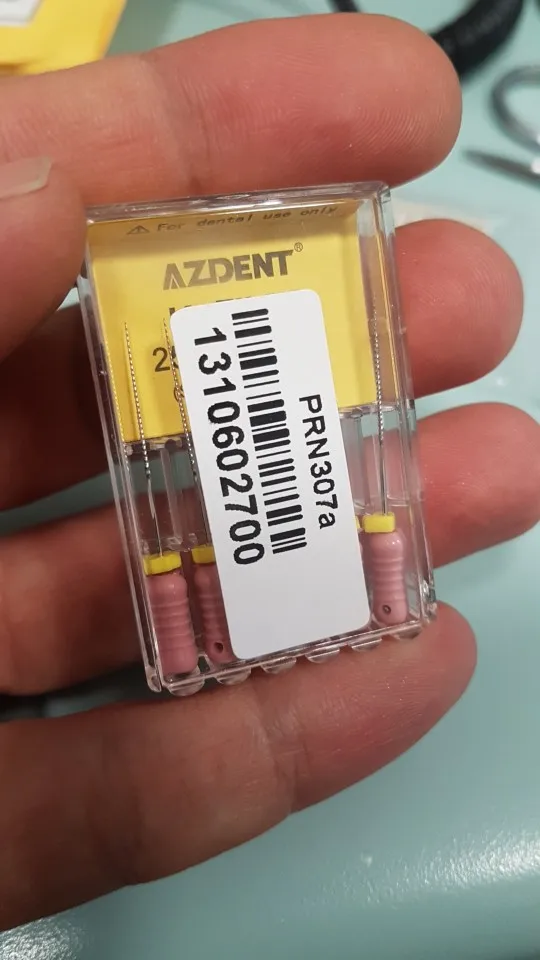 ⚠ For dental use only
AZDENT®
PRN307a
1310602700